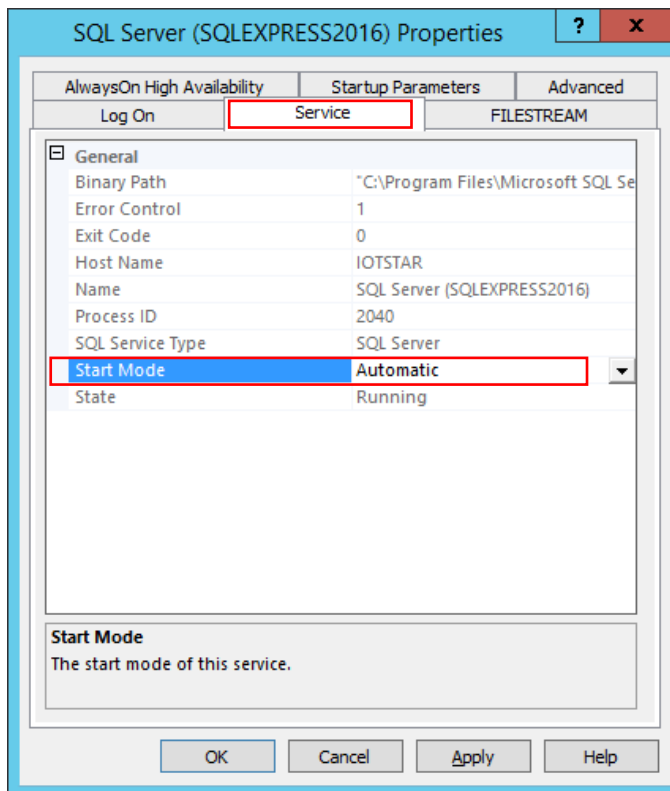 SQL Server (SQLEXPRESS2016) Properties ? x
AlwaysOn High Availability Startup Parameters Advanced
Log On Service FILESTREAM
General
Binary Path "C:\Program Files\Microsoft SQL Se
Error Control 1
Exit Code 0
Host Name IOTSTAR
Name SQL Server (SQLEXPRESS2016)
Process ID 2040
SQL Service Type SQL Server
Start Mode Automatic
State Running
Start Mode
The start mode of this service.
OK Cancel Apply Help